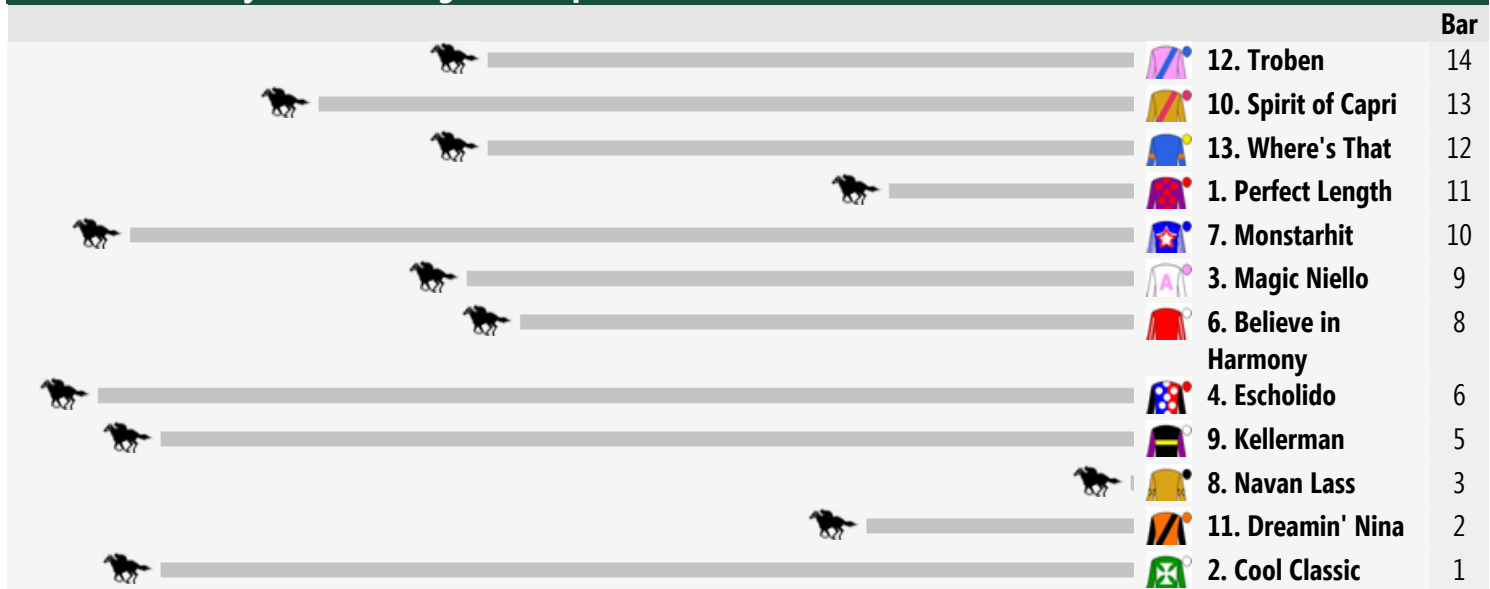 Bar
12. Troben 14
10. Spirit of Capri 13
13. Where's That 12
1. Perfect Length 11
7. Monstarhit 10
A 3. Magic Niello 9
6. Believe in 8
Harmony
4. Escholido 6
9. Kellerman 5
8. Navan Lass 3
11. Dreamin' Nina 2
2. Cool Classic 1